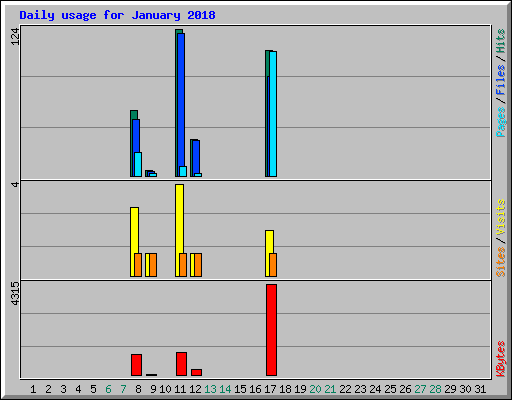 Daily usage for January 2018
124
Pages / Files / Hits
4
Sites / Visits
4315
KBytes
1 2 3 4 5 6 7 8 9 10 11 12 13 14 15 16 17 18 19 20 21 22 23 24 25 26 27 28 29 30 31